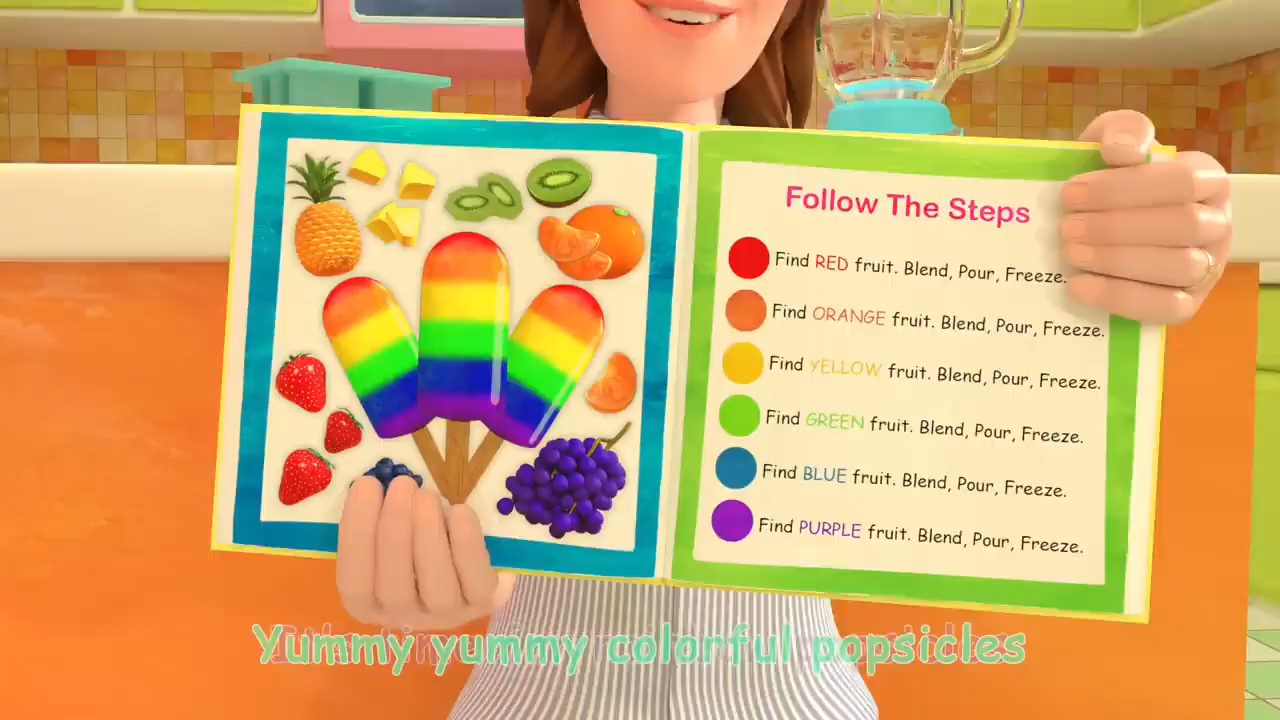 Follow The Steps
Find RED fruit. Blend, Pour, Freeze.
Find ORANGE fruit. Blend, Pour, Freeze.
Find YELLOW fruit. Blend, Pour, Freeze.
Find GREEN fruit. Blend, Pour, Freeze.
Find BLUE fruit. Blend, Pour, Freeze.
Find PURPLE fruit. Blend, Pour, Freeze.
Yummy yummy colorful popsicles